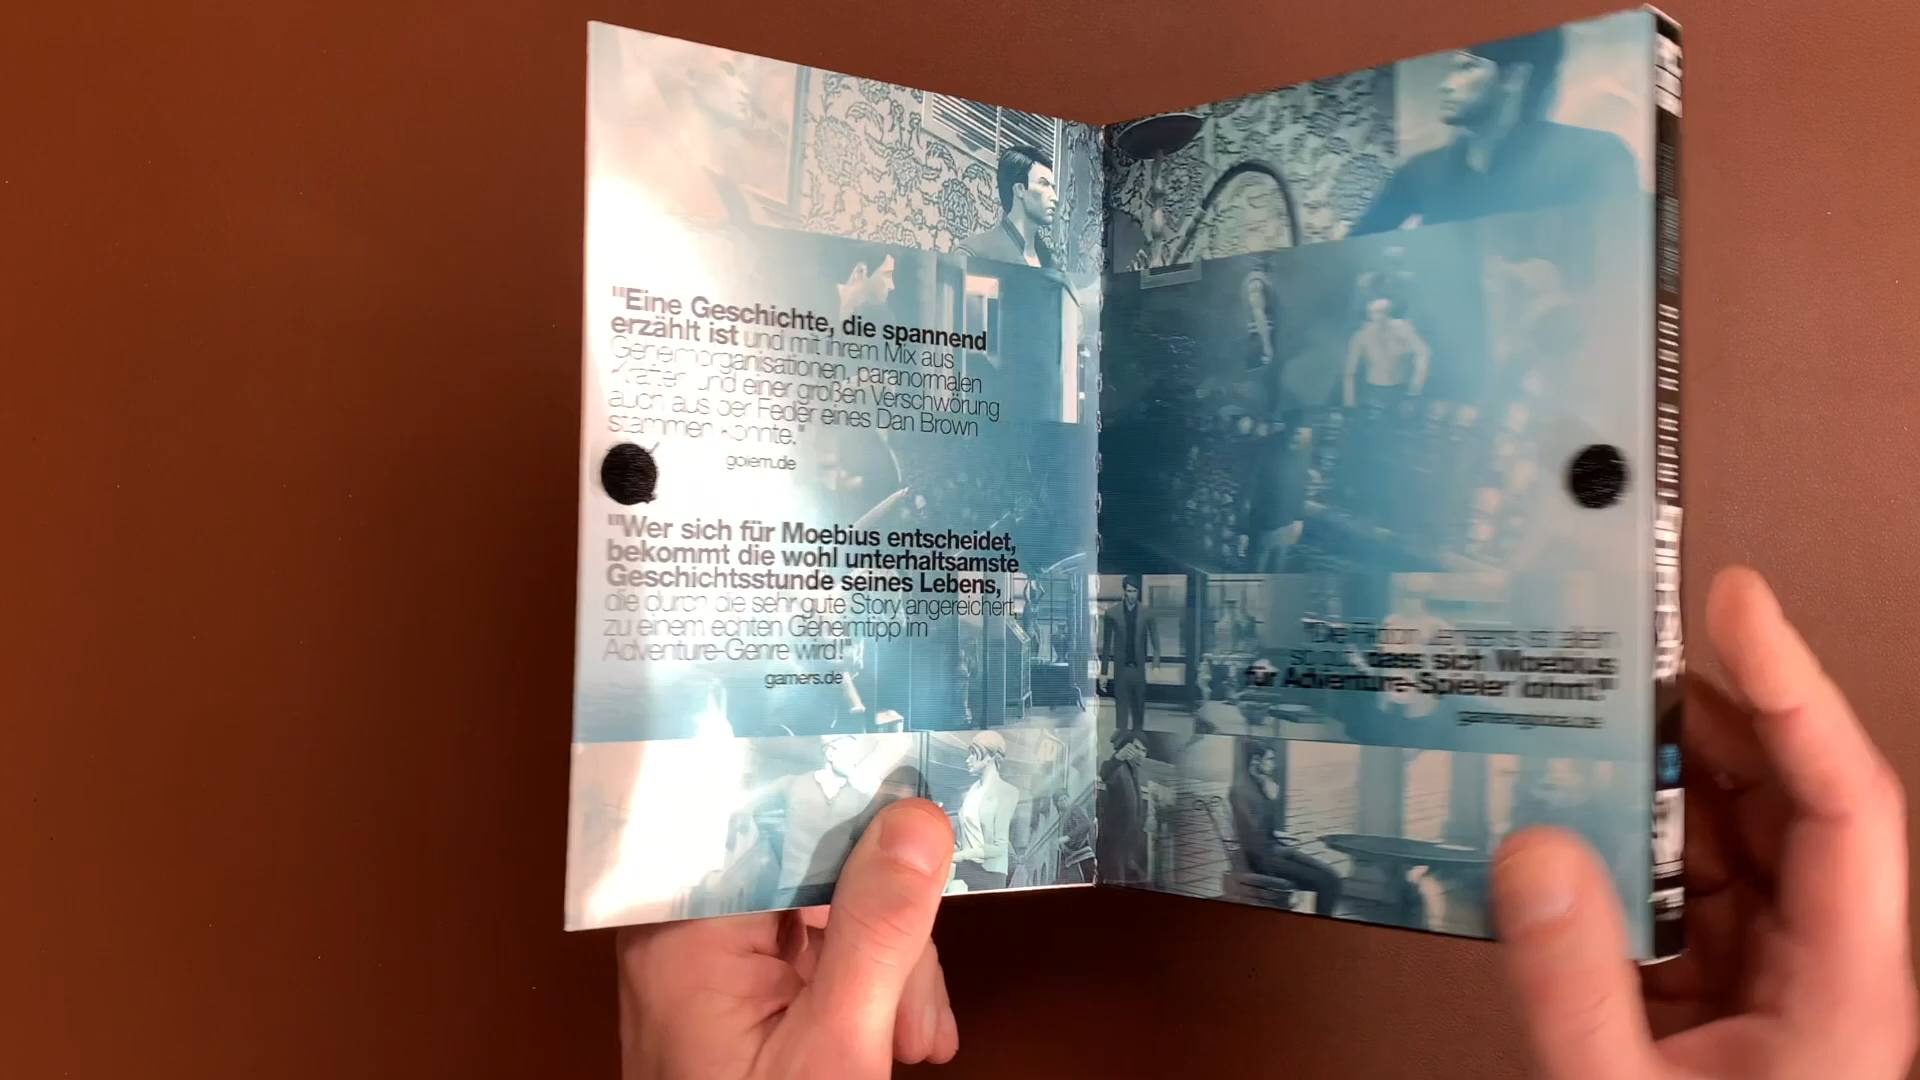 "Eine Geschichte, die spannend
erzählt ist und mit ihrem Mix aus
Geheimorganisationen, paranormalen
Kräften und einer großen Verschwörung
auch aus der Feder eines Dan Brown
stammen könnte."
golem.de
"Wer sich für Moebius entscheidet,
bekommt die wohl unterhaltsamste
Geschichtsstunde seines Lebens,
die durch die sehr gute Story angereichert,
zu einem echten Geheimtipp im
Adventure-Genre wird!"
gamers.de
dass sich Moebius
für Adventure-Spieler lohnt."
gamersglobal.de